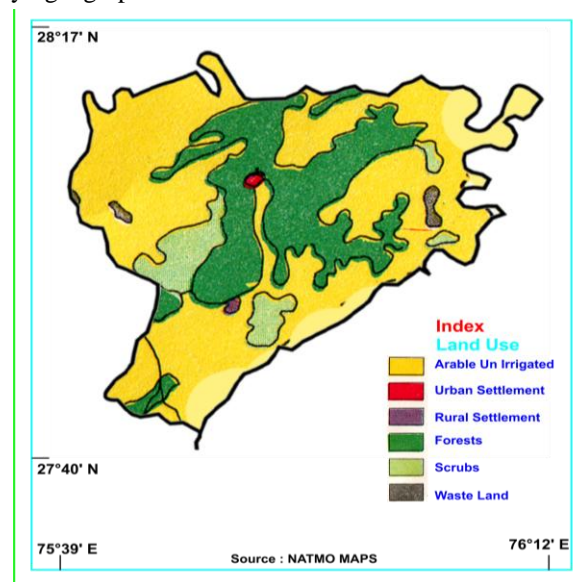 28°17' N
Index
Land Use
Arable Un Irrigated
Urban Settlement
Rural Settlement
Forests
Scrubs
Waste Land
27°40' N
75°39' E
76°12' E
Source : NATMO MAPS